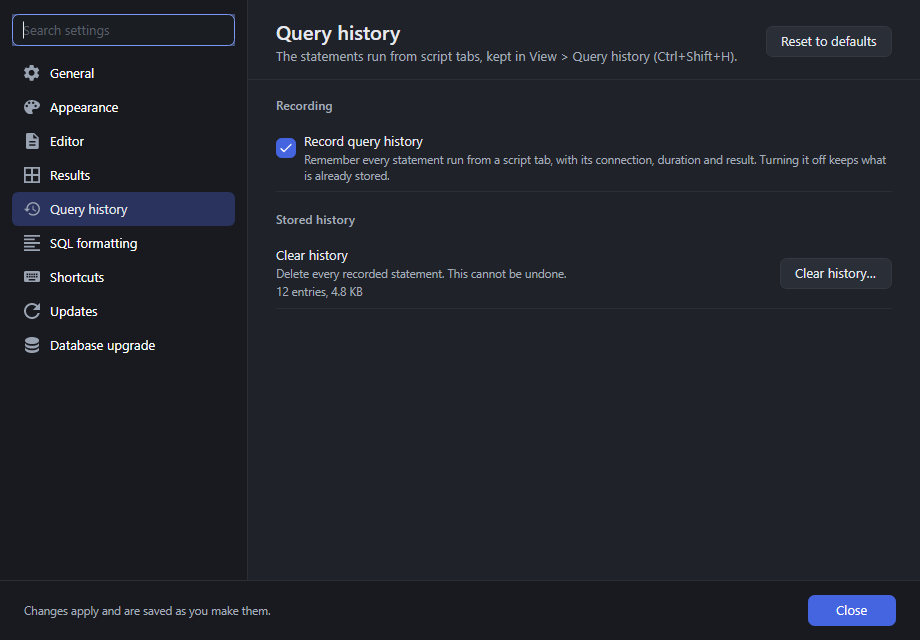 Search settings
General
Appearance
Editor
Results
Query history
SQL formatting
Shortcuts
Updates
Database upgrade
Query history
The statements run from script tabs, kept in View > Query history (Ctrl+Shift+H).
Reset to defaults
Recording
Record query history
Remember every statement run from a script tab, with its connection, duration and result. Turning it off keeps what
is already stored.
Stored history
Clear history
Delete every recorded statement. This cannot be undone.
12 entries, 4.8 KB
Clear history...
Changes apply and are saved as you make them.
Close